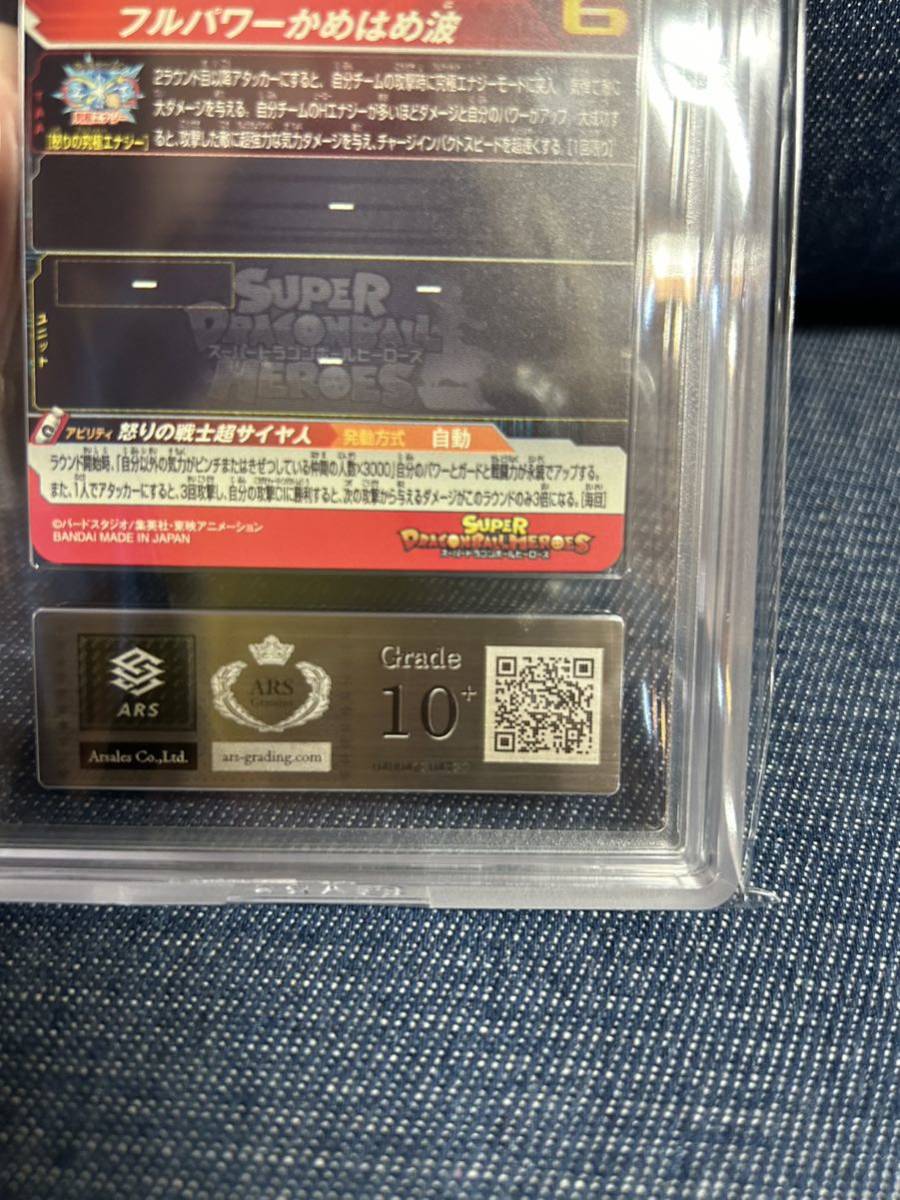 フルパワーかめはめ波
6
2ラウンド目以降アタッカーにすると、自分チームの攻撃時に究極エナジーモードに突入
大ダメージを与える。自分チームのHエナジーが多いほどダメージと自分のパワーがアップ
ると、攻撃した敵に超強力な気力ダメージを与え、チャージインパクトスピードを超速くする。[1回限り]
究極エナジー
[怒りの究極エナジー]
ー
ー
ー
ー
ユニット
SUPER
DRAGONBALL
スーパードラゴンボールヒーローズ
HEROES
アビリティ 怒りの戦士超サイヤ人 発動方式 自動
ラウンド開始時、「自分以外の気力がピンチまたはきぜつしている仲間の人数×3000」自分のパワーとガードと戦闘力が永続でアップする。
また、1人でアタッカーにすると、3回攻撃し、自分の攻撃CIに勝利すると、次の攻撃から与えるダメージがこのラウンドのみ3倍になる。[毎回]
©バードスタジオ/集英社・東映アニメーション
BANDAI MADE IN JAPAN
SUPER
DRAGONBALL HEROES
スーパードラゴンボールヒーローズ
ARS
Arsales Co.,Ltd.
ARS
Grading
ars-grading.com
Grade
10+